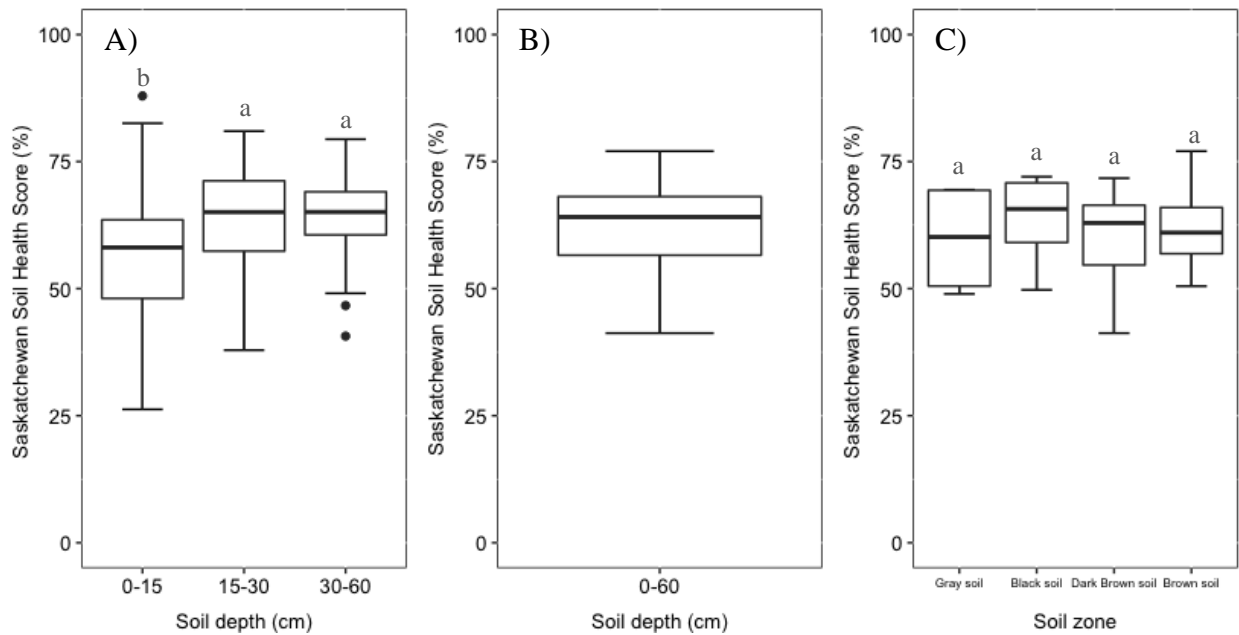 A)
Saskatchewan Soil Health Score (%)
100
75
50
25
0
b
a
a
0-15
15-30
30-60
Soil depth (cm)
B)
Saskatchewan Soil Health Score (%)
100
75
50
25
0
0-60
Soil depth (cm)
C)
Saskatchewan Soil Health Score (%)
100
75
50
25
0
a
a
a
a
Gray soil
Black soil
Dark Brown soil
Brown soil
Soil zone